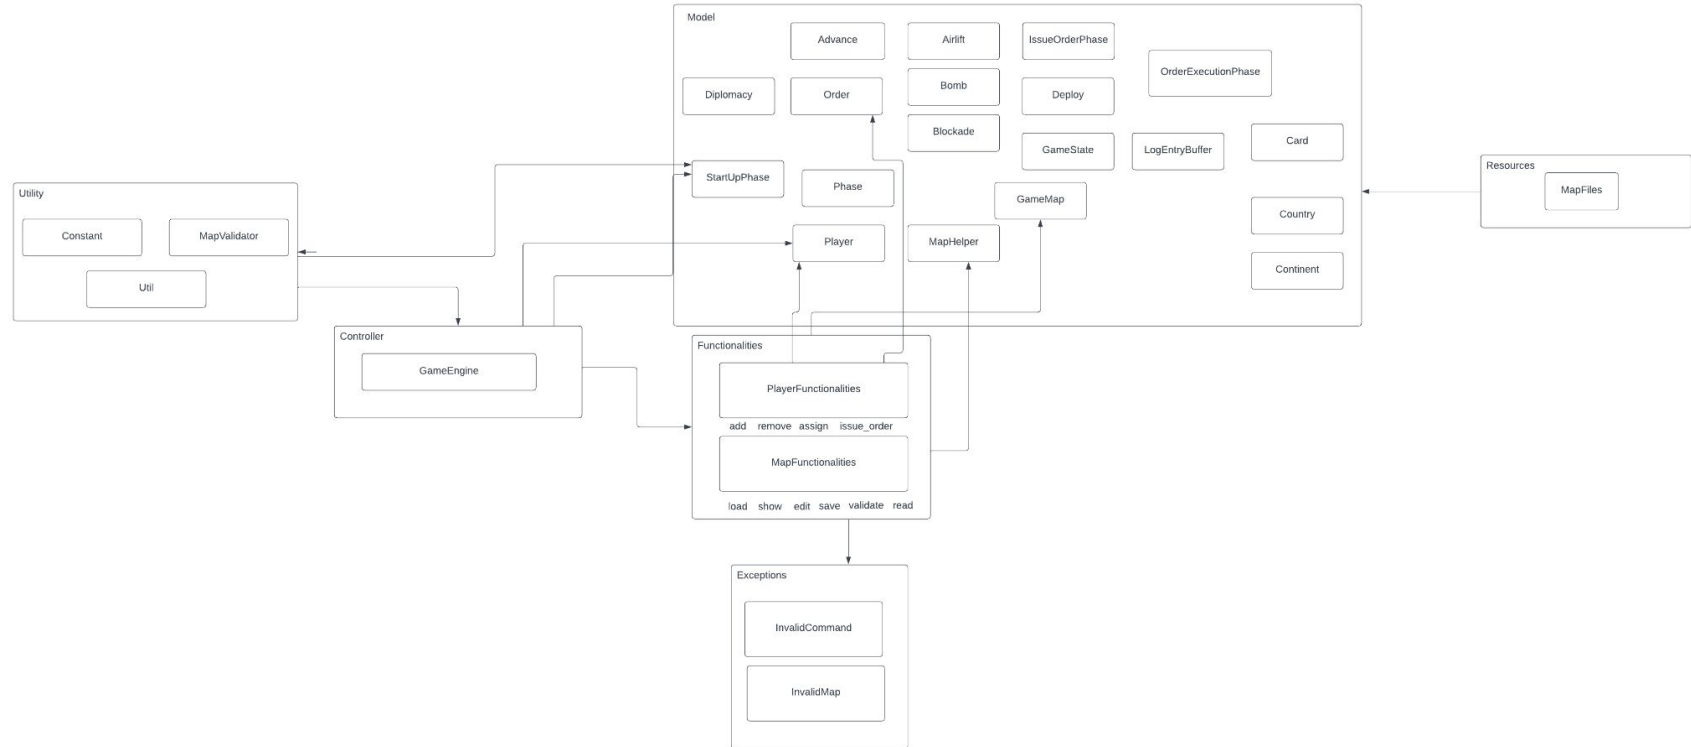 Model
Advance
Airlift
IssueOrderPhase
OrderExecutionPhase
Diplomacy
Order
Bomb
Deploy
Blockade
GameState
LogEntryBuffer
Card
StartUpPhase
Phase
GameMap
Country
Player
MapHelper
Continent
Resources
MapFiles
Utility
Constant
MapValidator
Util
Controller
GameEngine
Functionalities
PlayerFunctionalities
add remove assign issue_order
MapFunctionalities
load show edit save validate read
Exceptions
InvalidCommand
InvalidMap